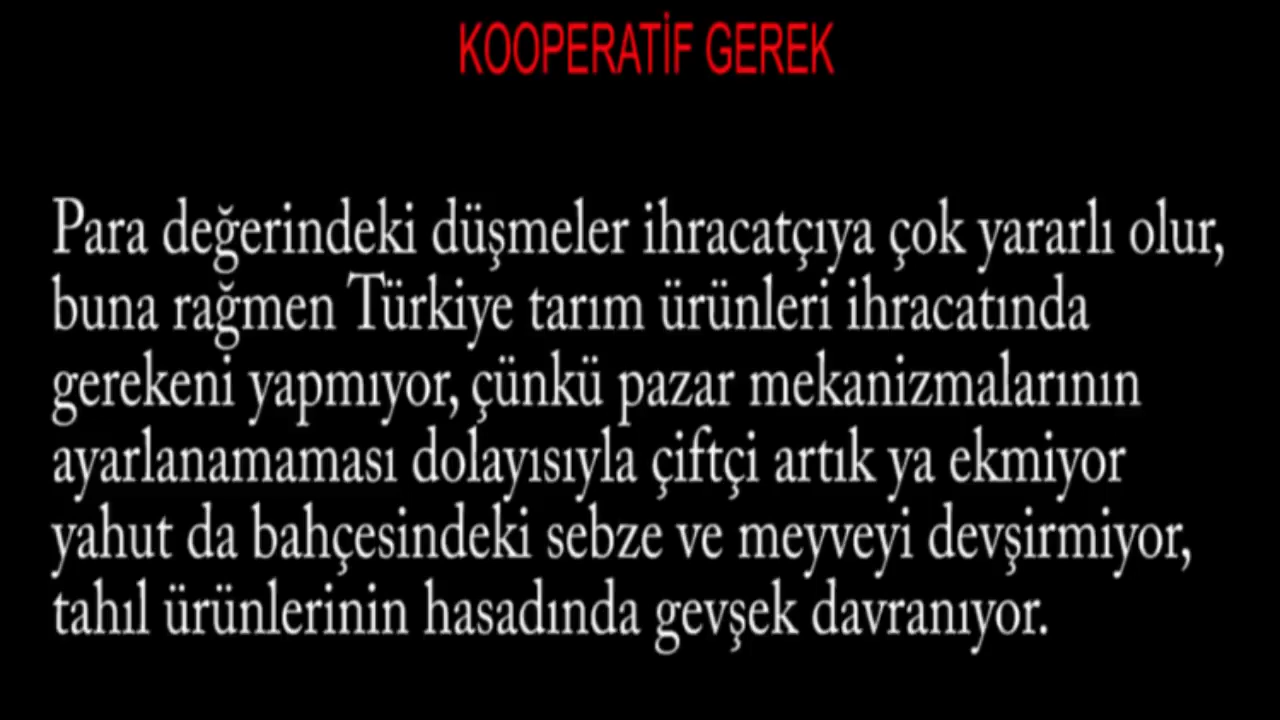 KOOPERATİF GEREK
Para değerindeki düşmeler ihracatçıya çok yararlı olur,
buna rağmen Türkiye tarım ürünleri ihracatında
gerekeni yapmıyor, çünkü pazar mekanizmalarının
ayarlanamaması dolayısıyla çiftçi artık ya ekmiyor
yahut da bahçesindeki sebze ve meyveyi devşirmiyor,
tahıl ürünlerinin hasadında gevşek davranıyor.